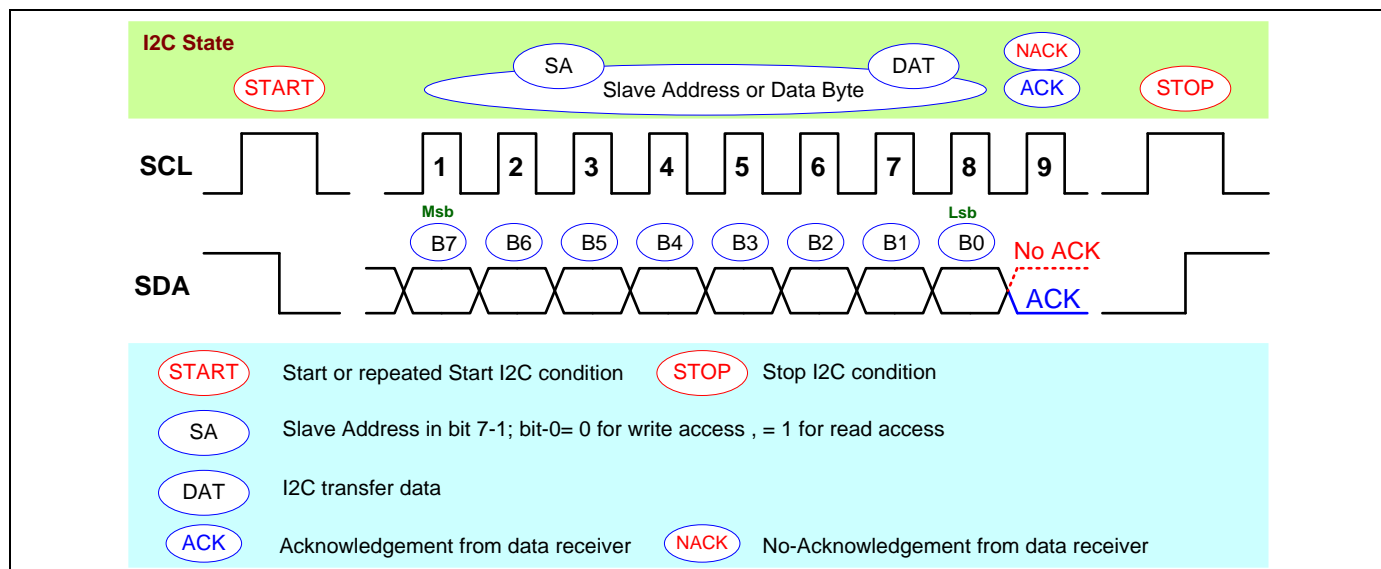 I2C State
START
SA
DAT
Slave Address or Data Byte
NACK
ACK
STOP
SCL
1 2 3 4 5 6 7 8 9
Msb Lsb
B7 B6 B5 B4 B3 B2 B1 B0
No ACK
SDA
ACK
START Start or repeated Start I2C condition STOP Stop I2C condition
SA Slave Address in bit 7-1; bit-0= 0 for write access , = 1 for read access
DAT I2C transfer data
ACK Acknowledgement from data receiver NACK No-Acknowledgement from data receiver